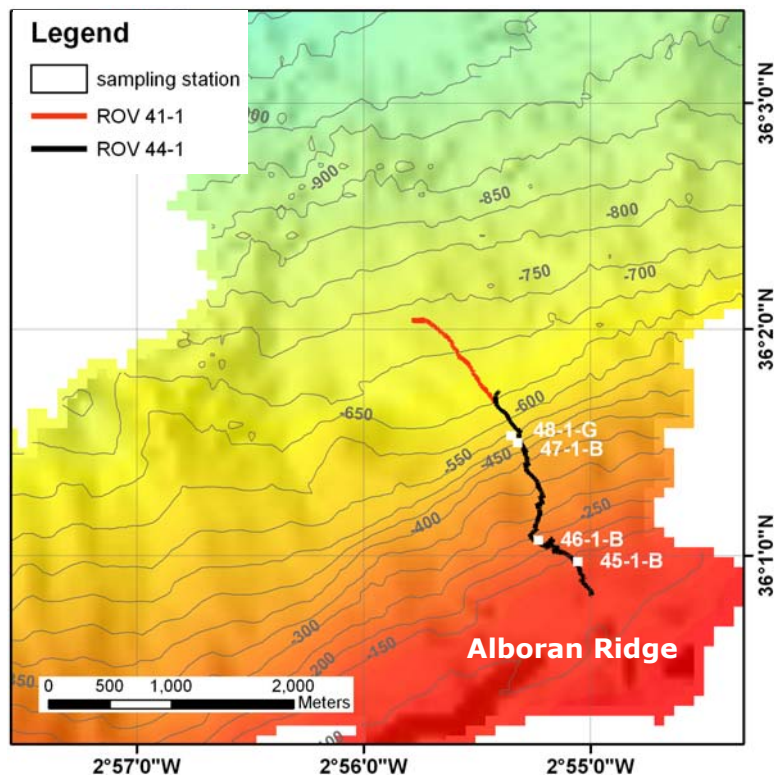 Legend
sampling station
ROV 41-1
ROV 44-1
-900
-850
-800
-750
-700
-650
-600
48-1-G
47-1-B
-550
-450
-400
-250
46-1-B
45-1-B
-300
-200
-150
Alboran Ridge
0 500 1,000 2,000
Meters
36°3'0"N
36°2'0"N
36°1'0"N
2°57'0"W 2°56'0"W 2°55'0"W